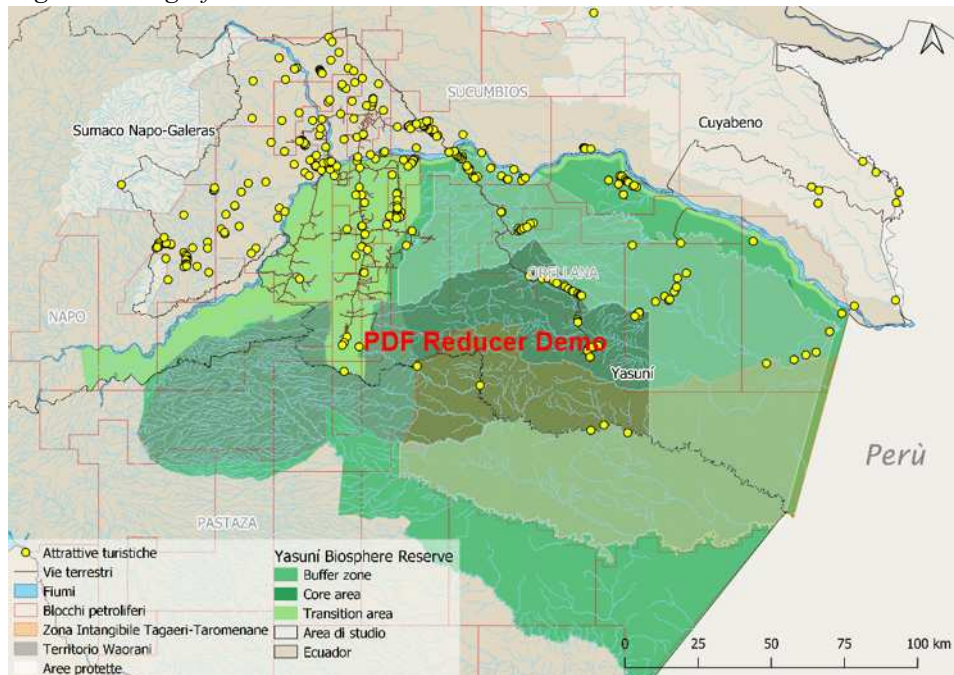 SUCUMBIOS
Sumaco Napo-Galeras
Cuyabeno
ORELLANA
NAPO
PDF Reducer Demo
Yasuní
Perù
PASTAZA
Attrattive turistiche
Vie terrestri
Fiumi
Blocchi petroliferi
Zona Intangibile Tagaeri-Taromenane
Territorio Waorani
Aree protette
Yasuní Biosphere Reserve
Buffer zone
Core area
Transition area
Area di studio
Ecuador
0 25 50 75 100 km